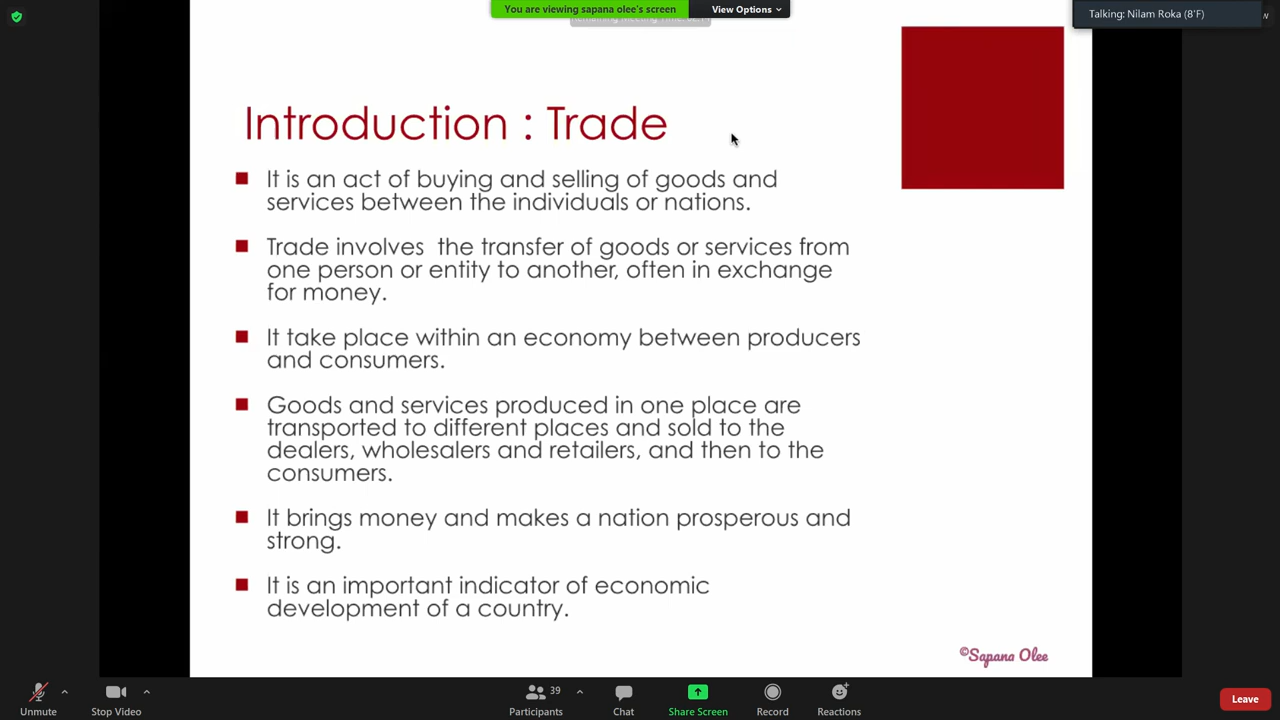 You are viewing sapana olee's screen
View Options
Talking: Nilam Roka (8'F)
Introduction : Trade
It is an act of buying and selling of goods and
services between the individuals or nations.
Trade involves the transfer of goods or services from
one person or entity to another, often in exchange
for money.
It take place within an economy between producers
and consumers.
Goods and services produced in one place are
transported to different places and sold to the
dealers, wholesalers and retailers, and then to the
consumers.
It brings money and makes a nation prosperous and
strong.
It is an important indicator of economic
development of a country.
©Sapana Olee
Unmute
Stop Video
39
Participants
Chat
Share Screen
Record
Reactions
Leave